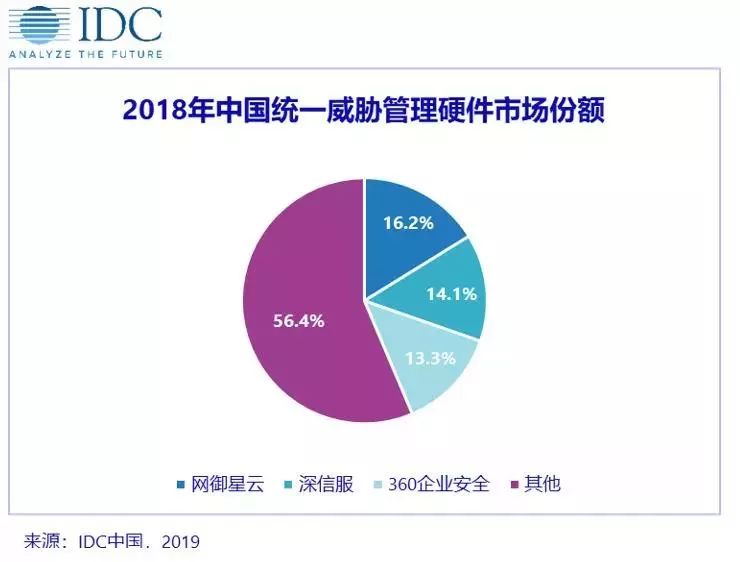 IDC
ANALYZE THE FUTURE
2018年中国统一威胁管理硬件市场份额
16.2%
14.1%
13.3%
56.4%
网御星云 深信服 360企业安全 其他
来源：IDC中国．2019